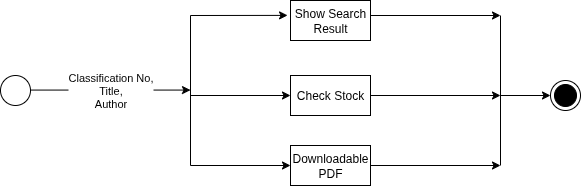 Classification No,
Title,
Author
Show Search
Result
Check Stock
Downloadable
PDF